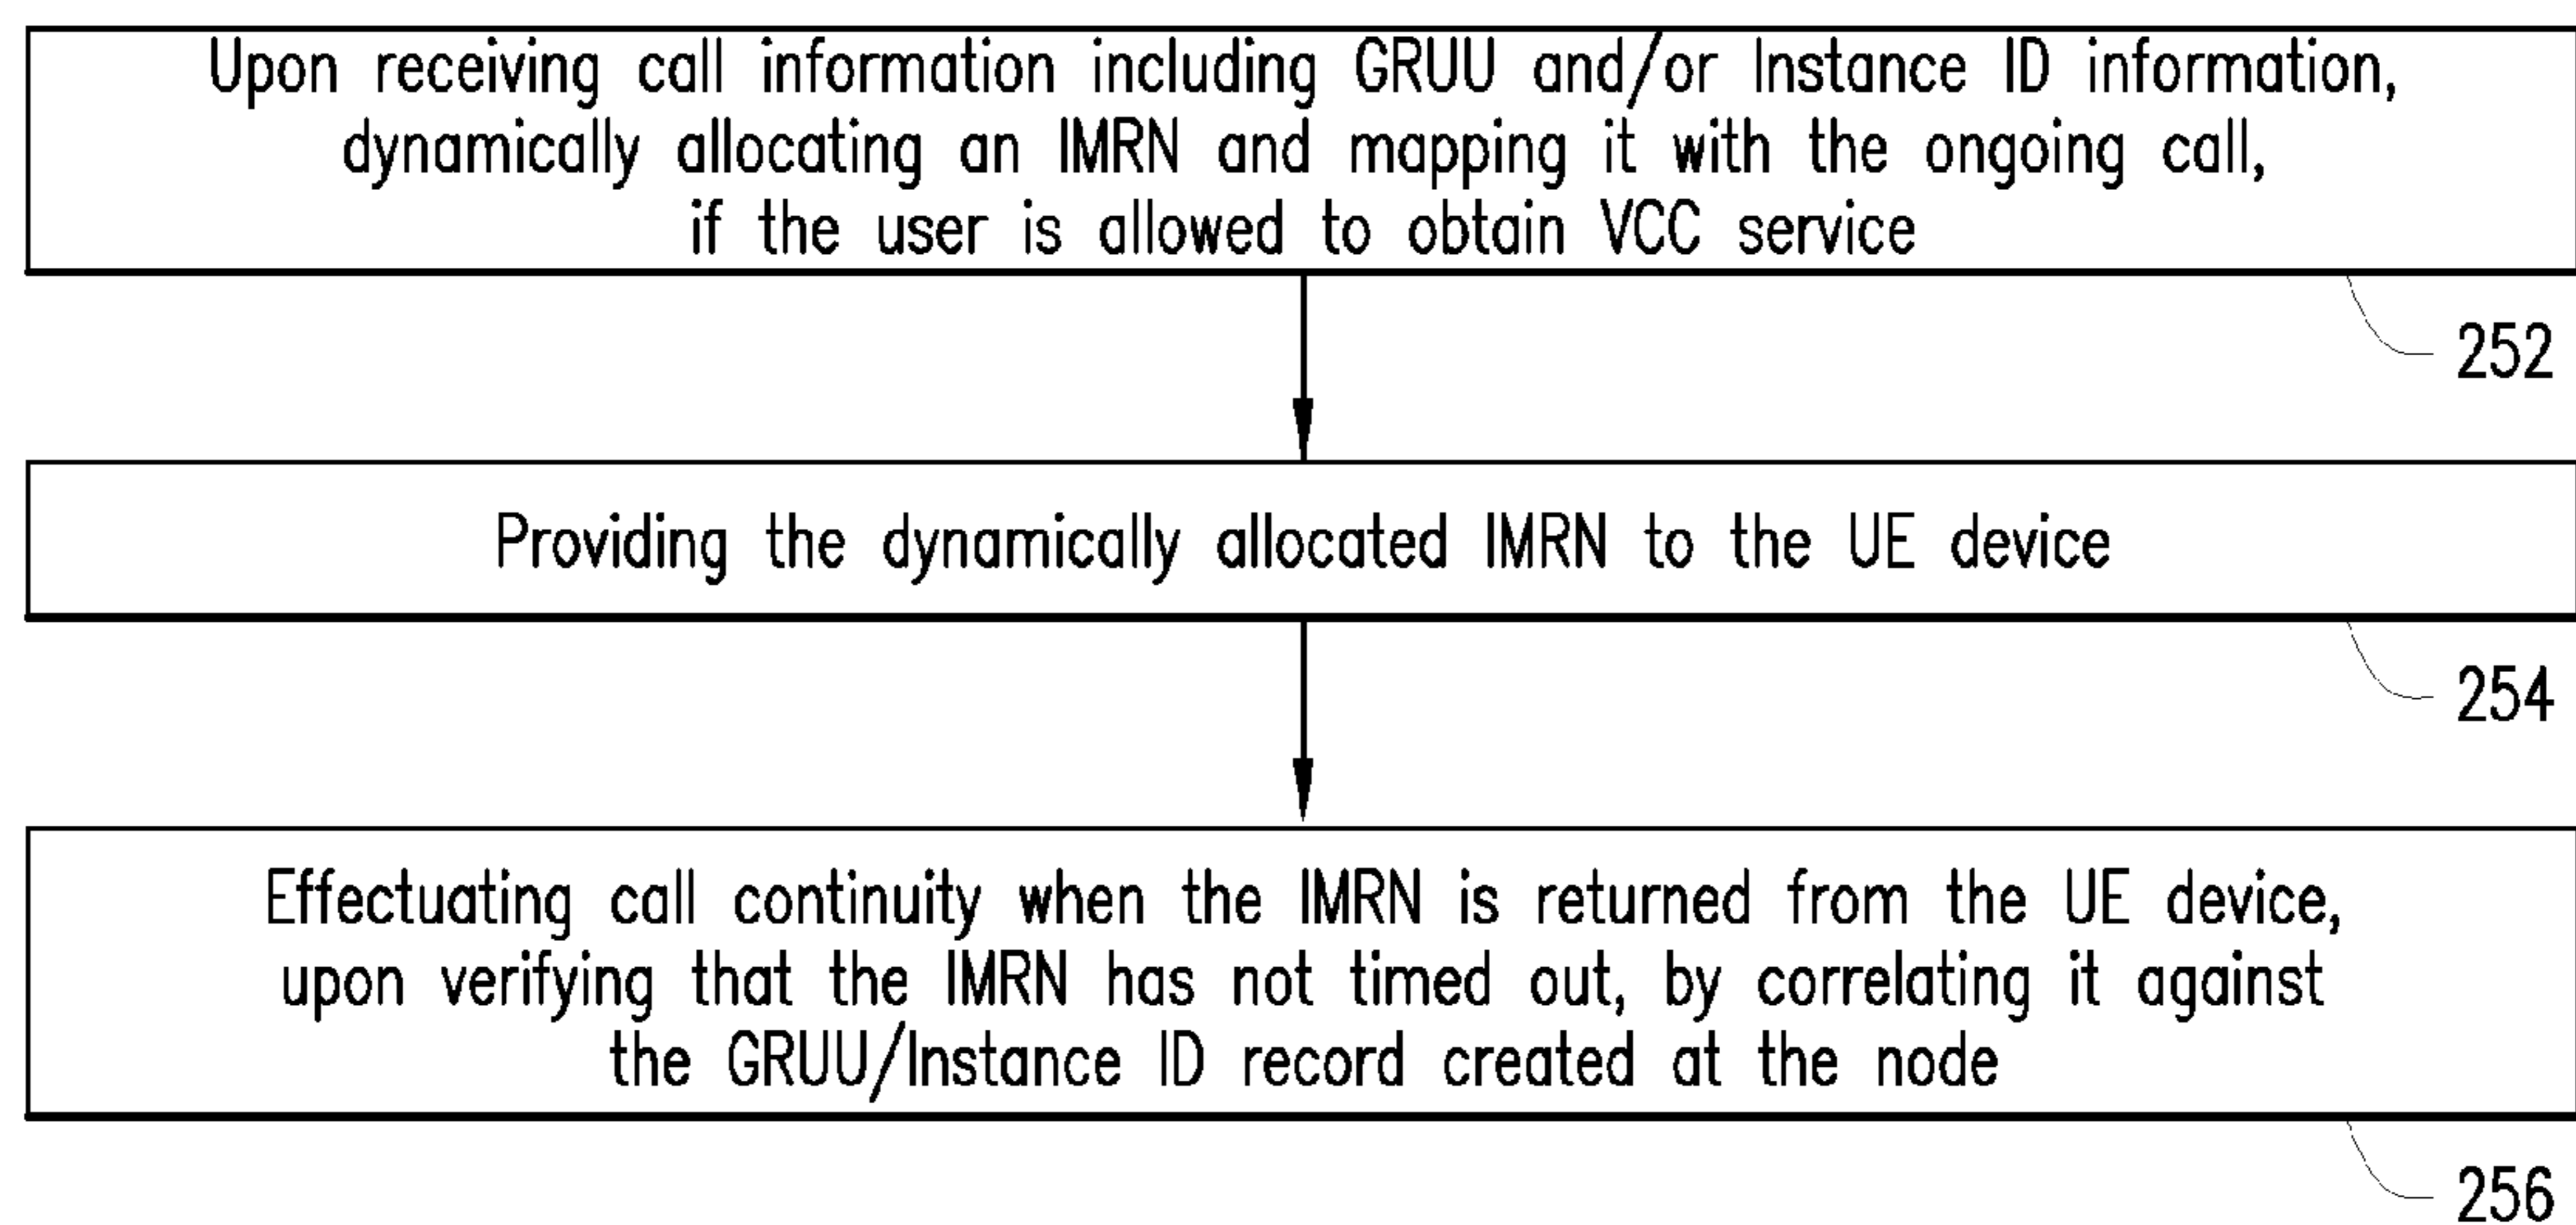 Upon receiving call information including GRUU and/or Instance ID information,
dynamically allocating an IMRN and mapping it with the ongoing call,
if the user is allowed to obtain VCC service
252
Providing the dynamically allocated IMRN to the UE device
254
Effectuating call continuity when the IMRN is returned from the UE device,
upon verifying that the IMRN has not timed out, by correlating it against
the GRUU/Instance ID record created at the node
256